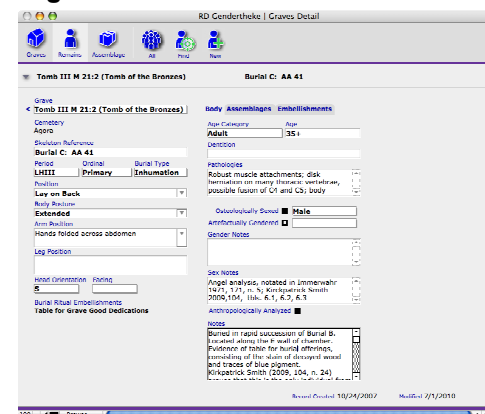 RD Gendertheke | Graves Detail
Graves Remains Assemblage All Find New
Tomb III M 21:2 (Tomb of the Bronzes) Burial C: AA 41
Grave
< Tomb III M 21:2 (Tomb of the Bronzes)
Cemetery
Agora
Skeleton Reference
Burial C: AA 41
Period Ordinal Burial Type
LHIII Primary Inhumation
Position
Lay on Back
Body Posture
Extended
Arm Position
Hands folded across abdomen
Leg Position
Head Orientation Facing
S
Burial Ritual Embellishments
Table for Grave Good Dedications
Body Assemblages Embellishments
Age Category Age
Adult 35+
Dentition
Pathologies
Robust muscle attachments; disk
herniation on many thoracic vertebrae,
possible fusion of C4 and C5; body
Osteologically Sexed Male
Artefactually Gendered
Gender Notes
Sex Notes
Angel analysis, notated in Immerwahr
1971, 171, n. 5; Kirckpatrick Smith
2009,104, tbls. 6.1, 6.2, 6.3
Anthropologically Analyzed
Notes
Buried in rapid succession of Burial B.
Located along the E wall of chamber.
Evidence of table for burial offerings,
consisting of the stain of decayed wood
and traces of blue pigment.
Kirkpatrick Smith (2009, 104, n. 24)
Record Created 10/24/2007 Modified 7/1/2010
100 Browse